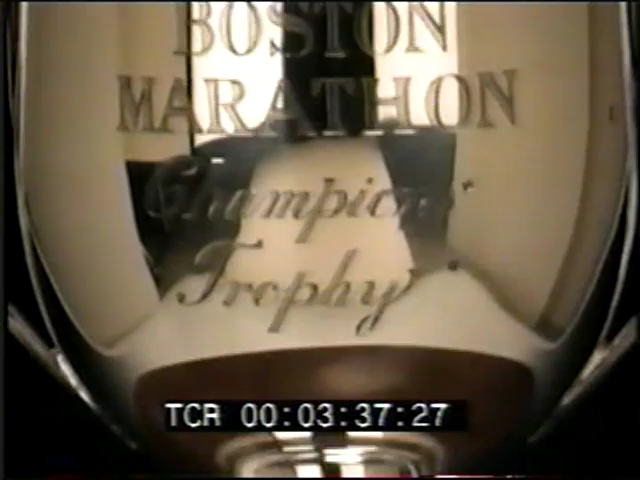 BOSTON
MARATHON
Champions'
Trophy
TCR 00:03:37:27